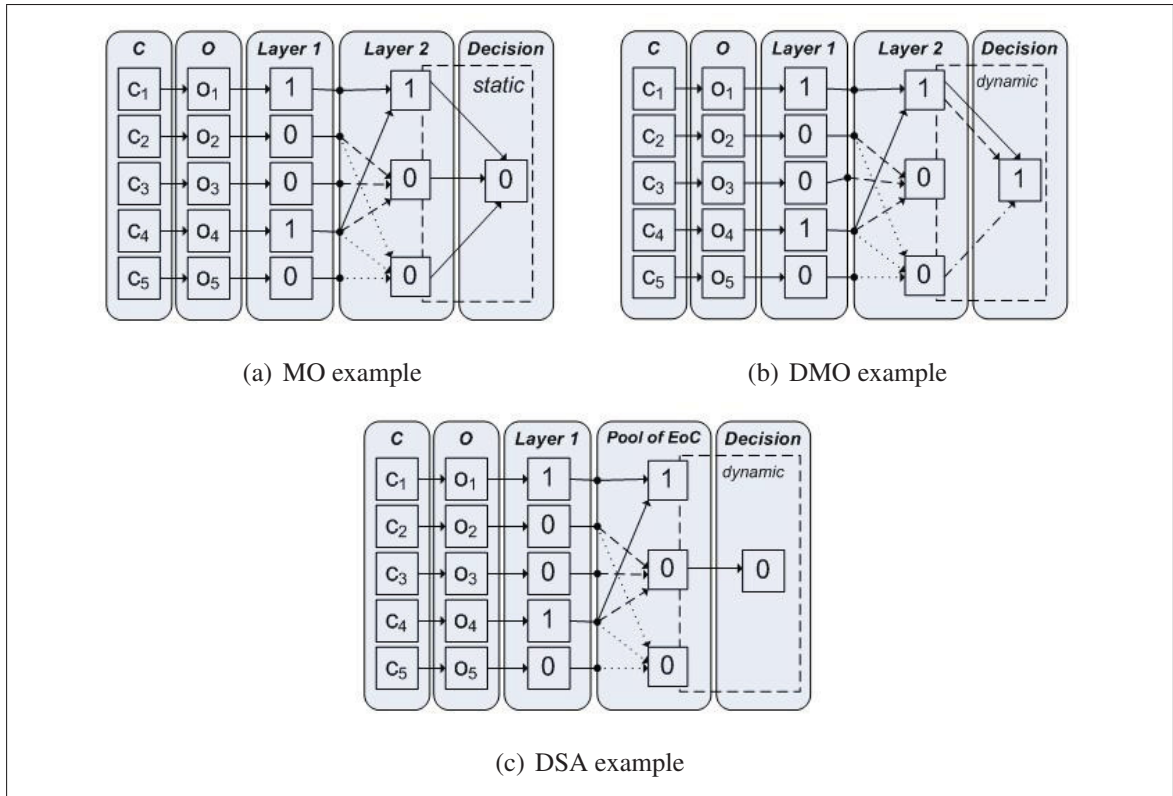 C O Layer 1 Layer 2 Decision
static
C1 O1 1 1
C2 O2 0
C3 O3 0 0 0
C4 O4 1
C5 O5 0 0
(a) MO example
C O Layer 1 Layer 2 Decision
dynamic
C1 O1 1 1
C2 O2 0
C3 O3 0 0 1
C4 O4 1
C5 O5 0 0
(b) DMO example
C O Layer 1 Pool of EoC Decision
dynamic
C1 O1 1 1
C2 O2 0
C3 O3 0 0 0
C4 O4 1
C5 O5 0 0
(c) DSA example